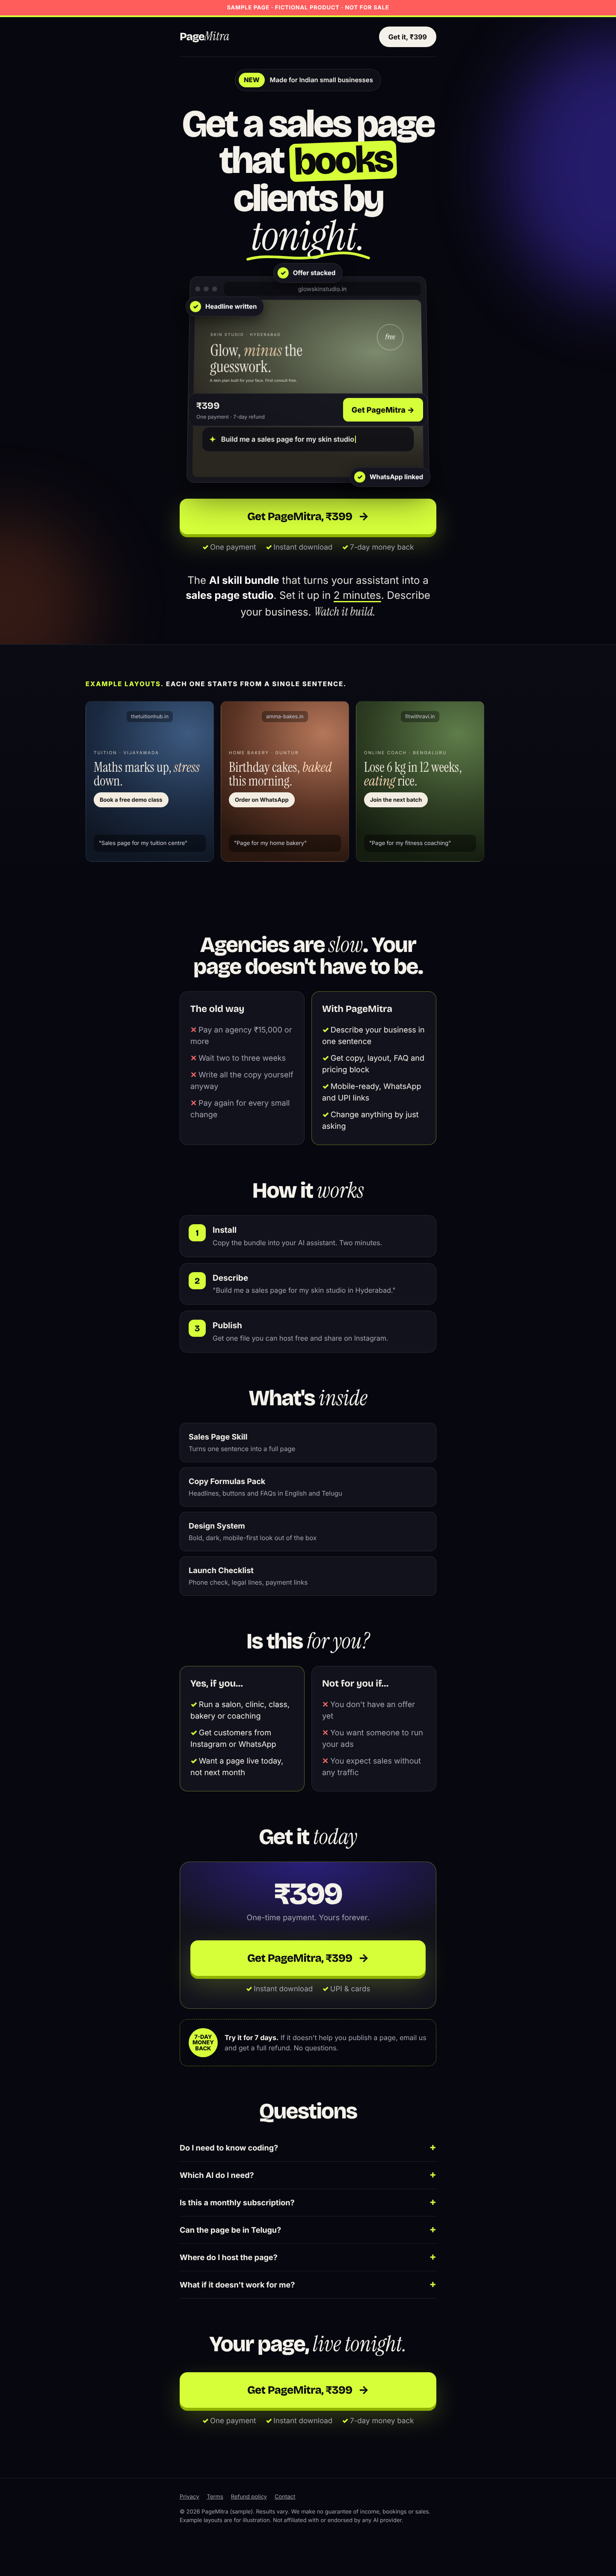 SAMPLE PAGE · FICTIONAL PRODUCT · NOT FOR SALE
PageMitra
Get it, ₹399
NEW Made for Indian small businesses
Get a sales page
that books
clients by
tonight.
Offer stacked
glowskinstudio.in
Headline written
SKIN STUDIO · HYDERABAD
free
Glow, minus the
guesswork.
A skin plan built for your face. First consult free.
₹399
One payment · 7-day refund
Get PageMitra →
✦ Build me a sales page for my skin studio|
WhatsApp linked
Get PageMitra, ₹399 →
✓ One payment ✓ Instant download ✓ 7-day money back
The AI skill bundle that turns your assistant into a
sales page studio. Set it up in 2 minutes. Describe
your business. Watch it build.
EXAMPLE LAYOUTS. EACH ONE STARTS FROM A SINGLE SENTENCE.
thetuitionhub.in
TUITION · VIJAYAWADA
Maths marks up, stress
down.
Book a free demo class
"Sales page for my tuition centre"
amma-bakes.in
HOME BAKERY · GUNTUR
Birthday cakes, baked
this morning.
Order on WhatsApp
"Page for my home bakery"
fitwithravi.in
ONLINE COACH · BENGALURU
Lose 6 kg in 12 weeks,
eating rice.
Join the next batch
"Page for my fitness coaching"
Agencies are slow. Your
page doesn't have to be.
The old way
✕ Pay an agency ₹15,000 or
more
✕ Wait two to three weeks
✕ Write all the copy yourself
anyway
✕ Pay again for every small
change
With PageMitra
✓ Describe your business in
one sentence
✓ Get copy, layout, FAQ and
pricing block
✓ Mobile-ready, WhatsApp
and UPI links
✓ Change anything by just
asking
How it works
1 Install
Copy the bundle into your AI assistant. Two minutes.
2 Describe
"Build me a sales page for my skin studio in Hyderabad."
3 Publish
Get one file you can host free and share on Instagram.
What's inside
Sales Page Skill
Turns one sentence into a full page
Copy Formulas Pack
Headlines, buttons and FAQs in English and Telugu
Design System
Bold, dark, mobile-first look out of the box
Launch Checklist
Phone check, legal lines, payment links
Is this for you?
Yes, if you...
✓ Run a salon, clinic, class,
bakery or coaching
✓ Get customers from
Instagram or WhatsApp
✓ Want a page live today,
not next month
Not for you if...
✕ You don't have an offer
yet
✕ You want someone to run
your ads
✕ You expect sales without
any traffic
Get it today
₹399
One-time payment. Yours forever.
Get PageMitra, ₹399 →
✓ Instant download ✓ UPI & cards
7-DAY
MONEY
BACK
Try it for 7 days. If it doesn't help you publish a page, email us
and get a full refund. No questions.
Questions
Do I need to know coding? +
Which AI do I need? +
Is this a monthly subscription? +
Can the page be in Telugu? +
Where do I host the page? +
What if it doesn't work for me? +
Your page, live tonight.
Get PageMitra, ₹399 →
✓ One payment ✓ Instant download ✓ 7-day money back
Privacy Terms Refund policy Contact
© 2026 PageMitra (sample). Results vary. We make no guarantee of income, bookings or sales.
Example layouts are for illustration. Not affiliated with or endorsed by any AI provider.